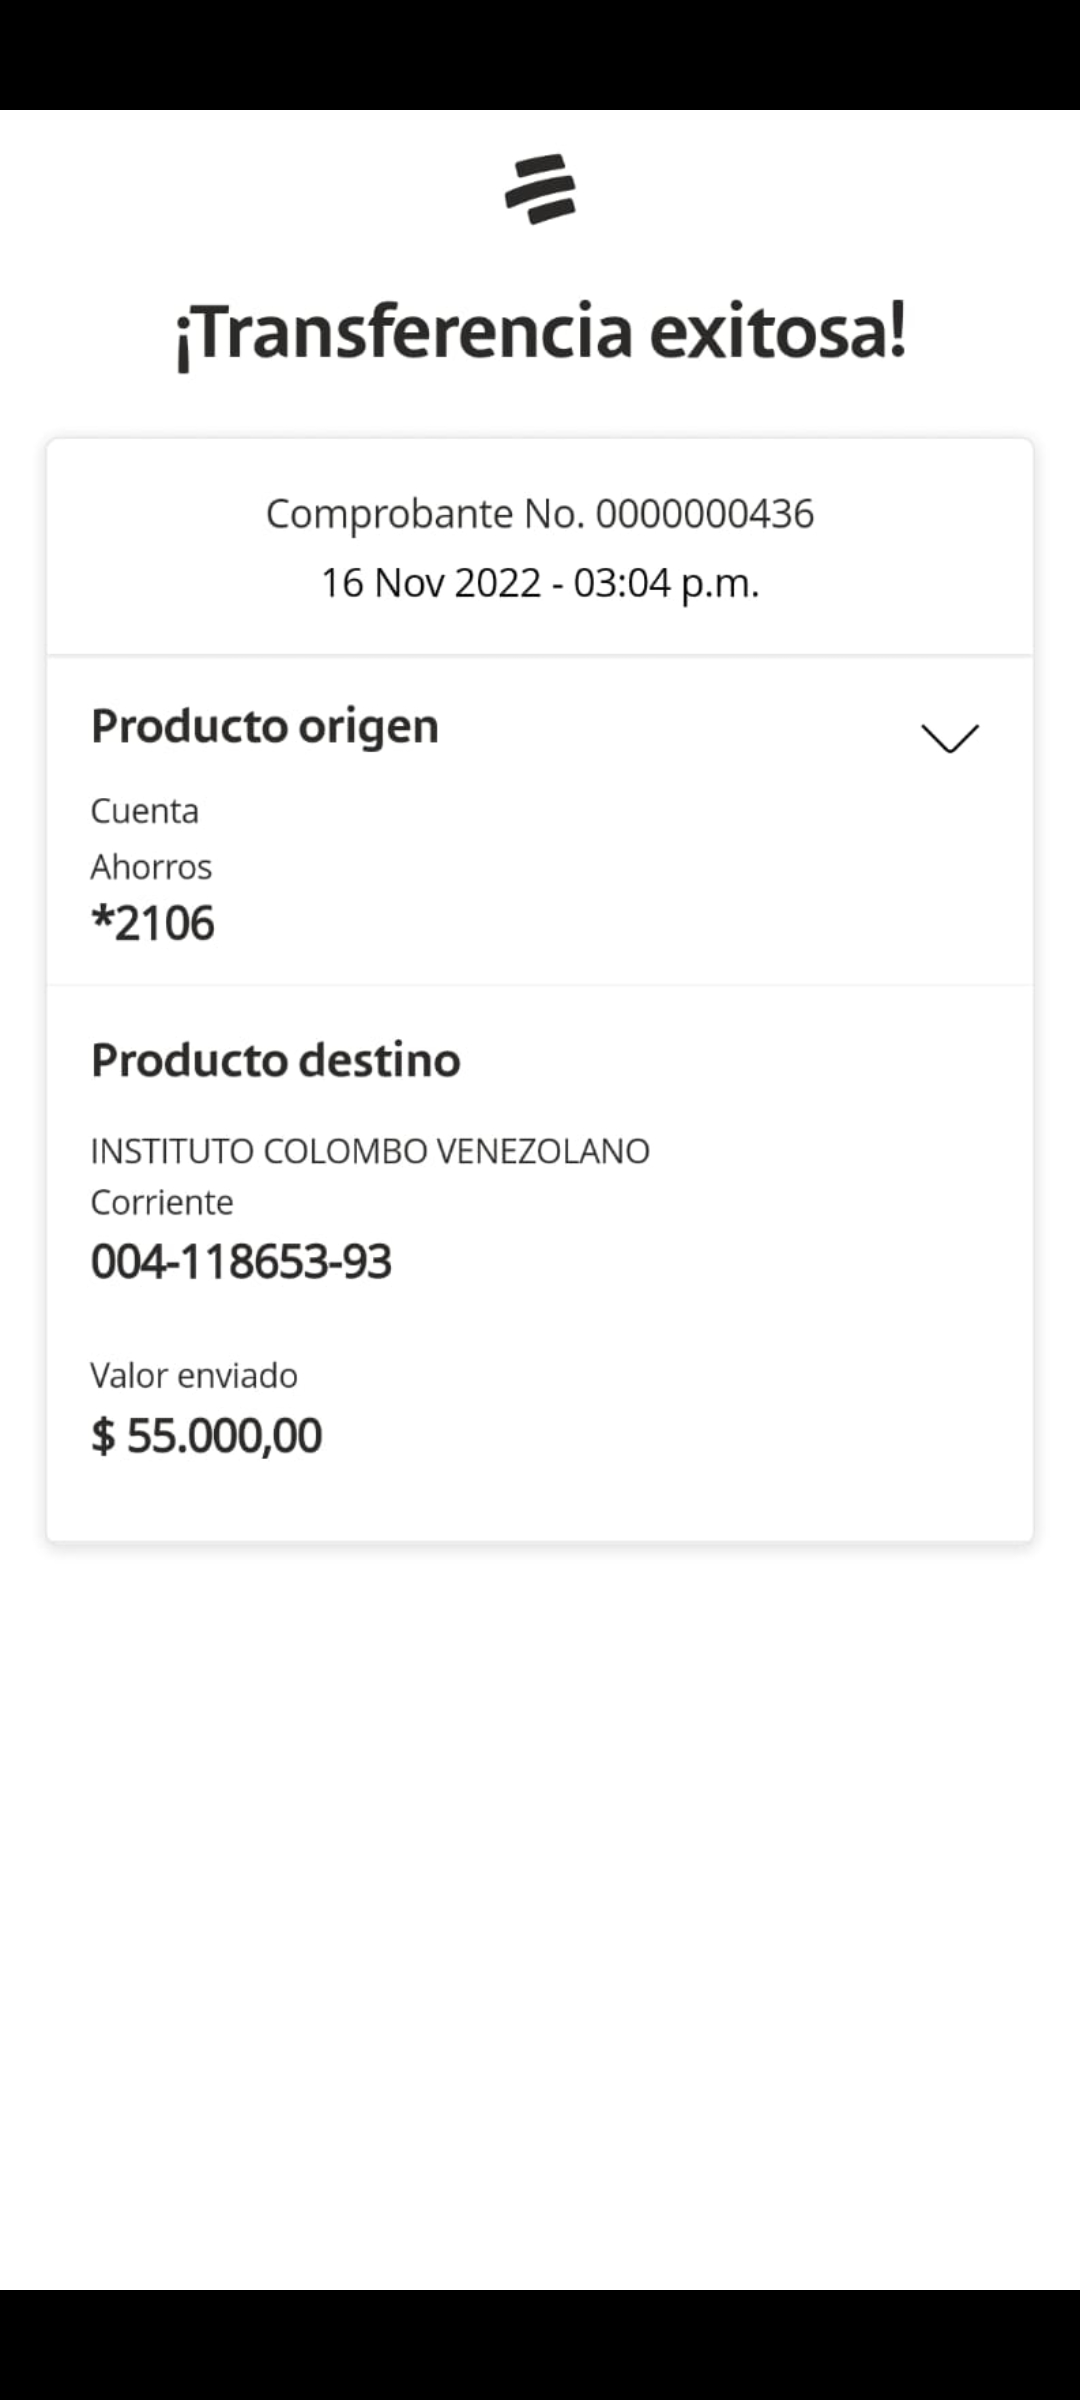 ¡Transferencia exitosa!
Comprobante No. 0000000436
16 Nov 2022 - 03:04 p.m.
Producto origen
Cuenta
Ahorros
*2106
Producto destino
INSTITUTO COLOMBO VENEZOLANO
Corriente
004-118653-93
Valor enviado
$ 55.000,00